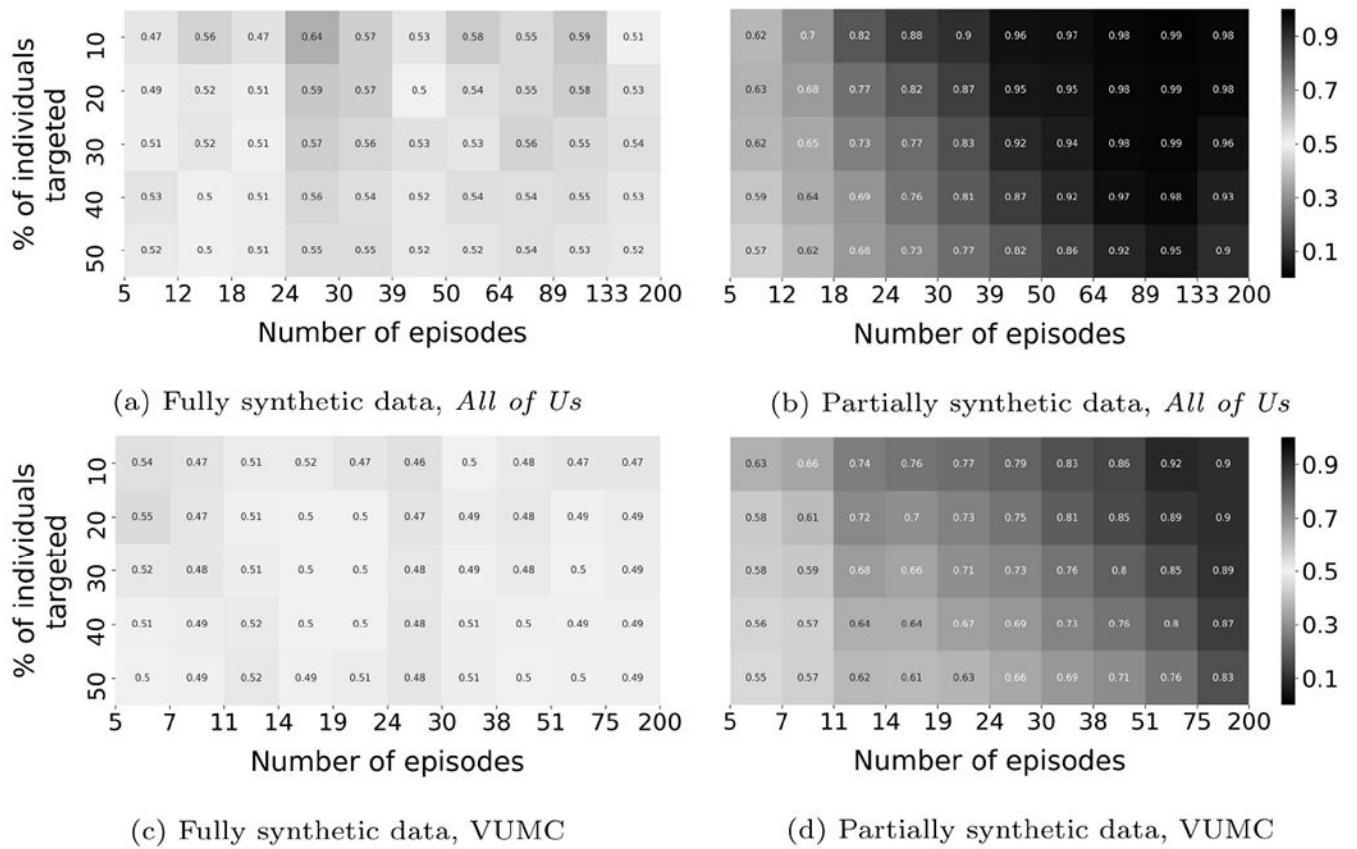 % of individuals
targeted
10 0.47 0.56 0.47 0.64 0.57 0.53 0.58 0.55 0.59 0.51
20 0.49 0.52 0.51 0.59 0.57 0.5 0.54 0.55 0.58 0.53
30 0.51 0.52 0.51 0.57 0.56 0.53 0.53 0.56 0.55 0.54
40 0.53 0.5 0.51 0.56 0.54 0.52 0.54 0.54 0.55 0.53
50 0.52 0.5 0.51 0.55 0.55 0.52 0.52 0.54 0.53 0.52
5 12 18 24 30 39 50 64 89 133 200
Number of episodes
(a) Fully synthetic data, All of Us
0.62 0.7 0.82 0.88 0.9 0.96 0.97 0.98 0.99 0.98
0.63 0.68 0.77 0.82 0.87 0.95 0.95 0.98 0.99 0.98
0.62 0.65 0.73 0.77 0.83 0.92 0.94 0.98 0.99 0.96
0.59 0.64 0.69 0.76 0.81 0.87 0.92 0.97 0.98 0.93
0.57 0.62 0.68 0.73 0.77 0.82 0.86 0.92 0.95 0.9
5 12 18 24 30 39 50 64 89 133 200
Number of episodes
0.9
0.7
0.5
0.3
0.1
(b) Partially synthetic data, All of Us
% of individuals
targeted
10 0.54 0.47 0.51 0.52 0.47 0.46 0.5 0.48 0.47 0.47
20 0.55 0.47 0.51 0.5 0.5 0.47 0.49 0.48 0.49 0.49
30 0.52 0.48 0.51 0.5 0.5 0.48 0.49 0.48 0.5 0.49
40 0.51 0.49 0.52 0.5 0.5 0.48 0.51 0.5 0.49 0.49
50 0.5 0.49 0.52 0.49 0.51 0.48 0.51 0.5 0.5 0.49
5 7 11 14 19 24 30 38 51 75 200
Number of episodes
(c) Fully synthetic data, VUMC
0.63 0.66 0.74 0.76 0.77 0.79 0.83 0.86 0.92 0.9
0.58 0.61 0.72 0.7 0.73 0.75 0.81 0.85 0.89 0.9
0.58 0.59 0.68 0.66 0.71 0.73 0.76 0.8 0.85 0.89
0.56 0.57 0.64 0.64 0.67 0.69 0.73 0.76 0.8 0.87
0.55 0.57 0.62 0.61 0.63 0.66 0.69 0.71 0.76 0.83
5 7 11 14 19 24 30 38 51 75 200
Number of episodes
0.9
0.7
0.5
0.3
0.1
(d) Partially synthetic data, VUMC